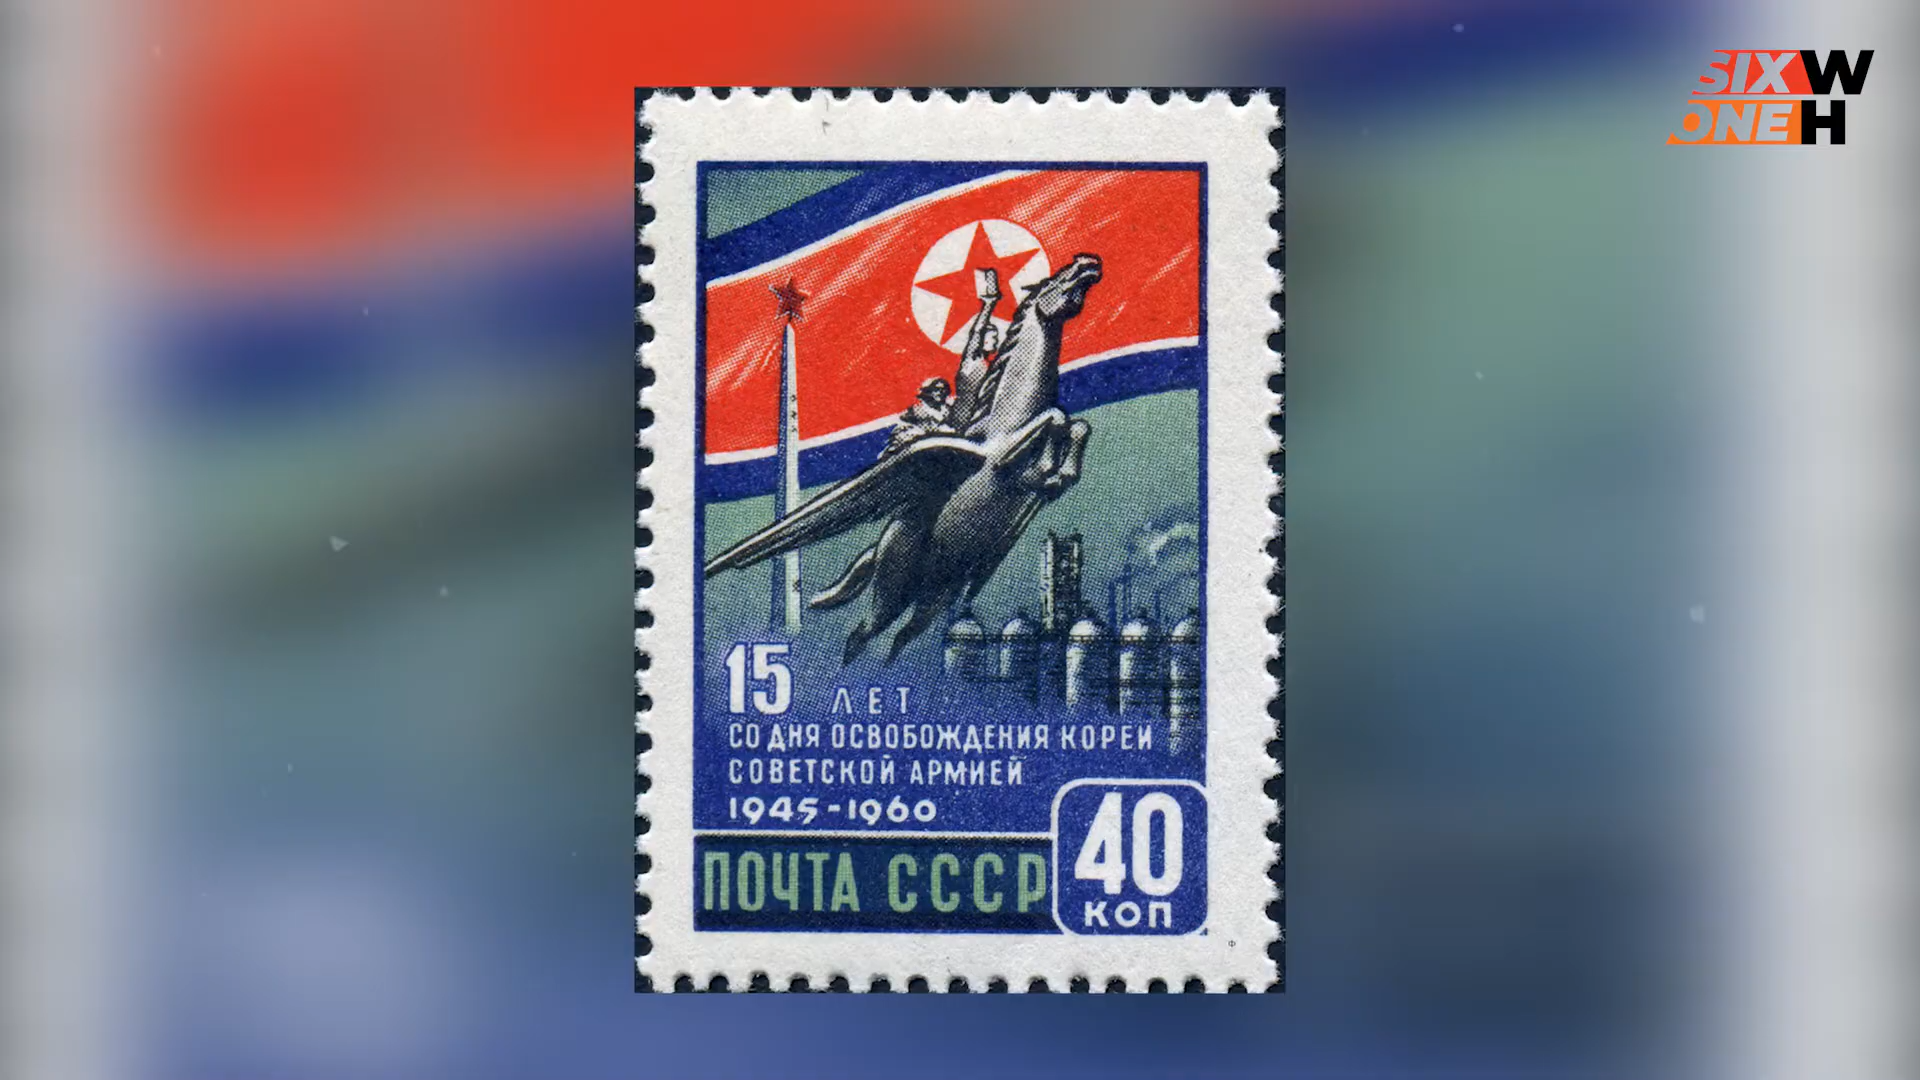 SIX W
ONE H
15 ЛЕТ
СО ДНЯ ОСВОБОЖДЕНИЯ КОРЕИ
СОВЕТСКОЙ АРМИЕЙ
1945-1960
ПОЧТА СССР
40
КОП